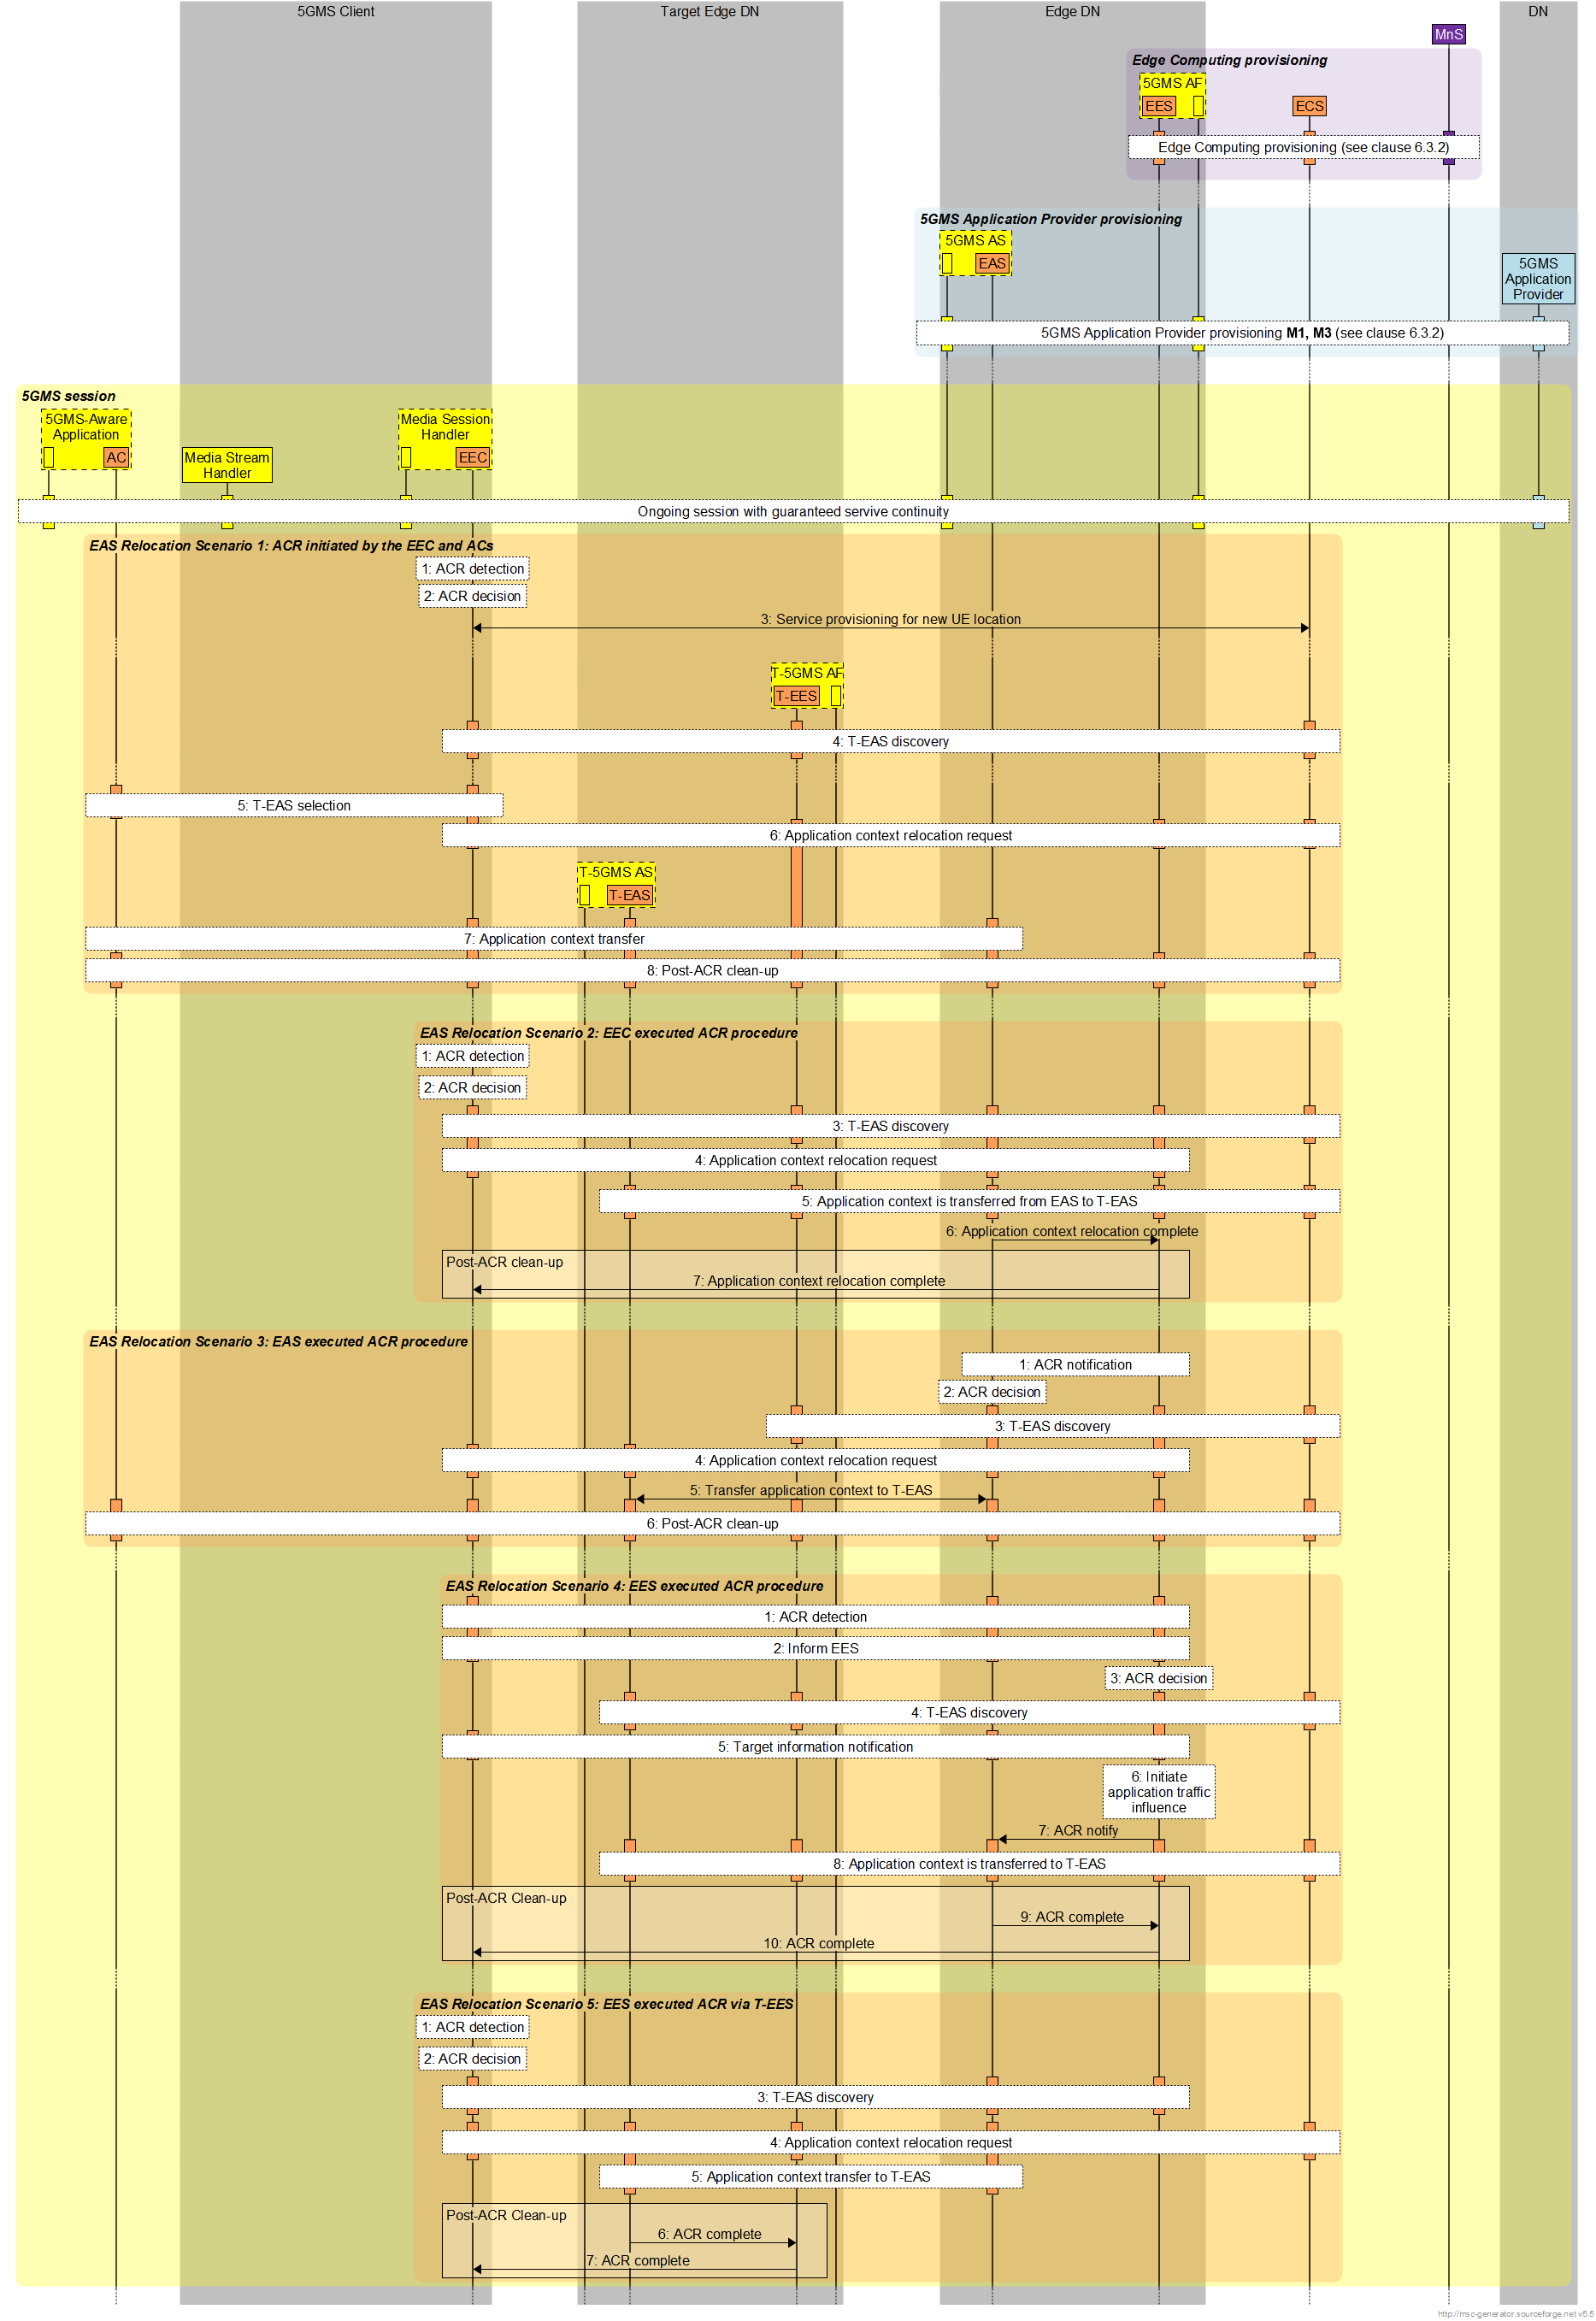 5GMS Client
Target Edge DN
Edge DN
DN
MnS
Edge Computing provisioning
5GMS AF
EES
ECS
Edge Computing provisioning (see clause 6.3.2)
5GMS Application Provider provisioning
5GMS AS
EAS
5GMS
Application
Provider
5GMS Application Provider provisioning M1, M3 (see clause 6.3.2)
5GMS session
5GMS-Aware
Application
AC
Media Stream
Handler
Media Session
Handler
EEC
Ongoing session with guaranteed servive continuity
EAS Relocation Scenario 1: ACR initiated by the EEC and ACs
1: ACR detection
2: ACR decision
3: Service provisioning for new UE location
T-5GMS AF
T-EES
4: T-EAS discovery
5: T-EAS selection
6: Application context relocation request
T-5GMS AS
T-EAS
7: Application context transfer
8: Post-ACR clean-up
EAS Relocation Scenario 2: EEC executed ACR procedure
1: ACR detection
2: ACR decision
3: T-EAS discovery
4: Application context relocation request
5: Application context is transferred from EAS to T-EAS
6: Application context relocation complete
Post-ACR clean-up
7: Application context relocation complete
EAS Relocation Scenario 3: EAS executed ACR procedure
1: ACR notification
2: ACR decision
3: T-EAS discovery
4: Application context relocation request
5: Transfer application context to T-EAS
6: Post-ACR clean-up
EAS Relocation Scenario 4: EES executed ACR procedure
1: ACR detection
2: Inform EES
3: ACR decision
4: T-EAS discovery
5: Target information notification
6: Initiate
application traffic
influence
7: ACR notify
8: Application context is transferred to T-EAS
Post-ACR Clean-up
9: ACR complete
10: ACR complete
EAS Relocation Scenario 5: EES executed ACR via T-EES
1: ACR detection
2: ACR decision
3: T-EAS discovery
4: Application context relocation request
5: Application context transfer to T-EAS
Post-ACR Clean-up
6: ACR complete
7: ACR complete
http://msc-generator.sourceforge.net v5.5